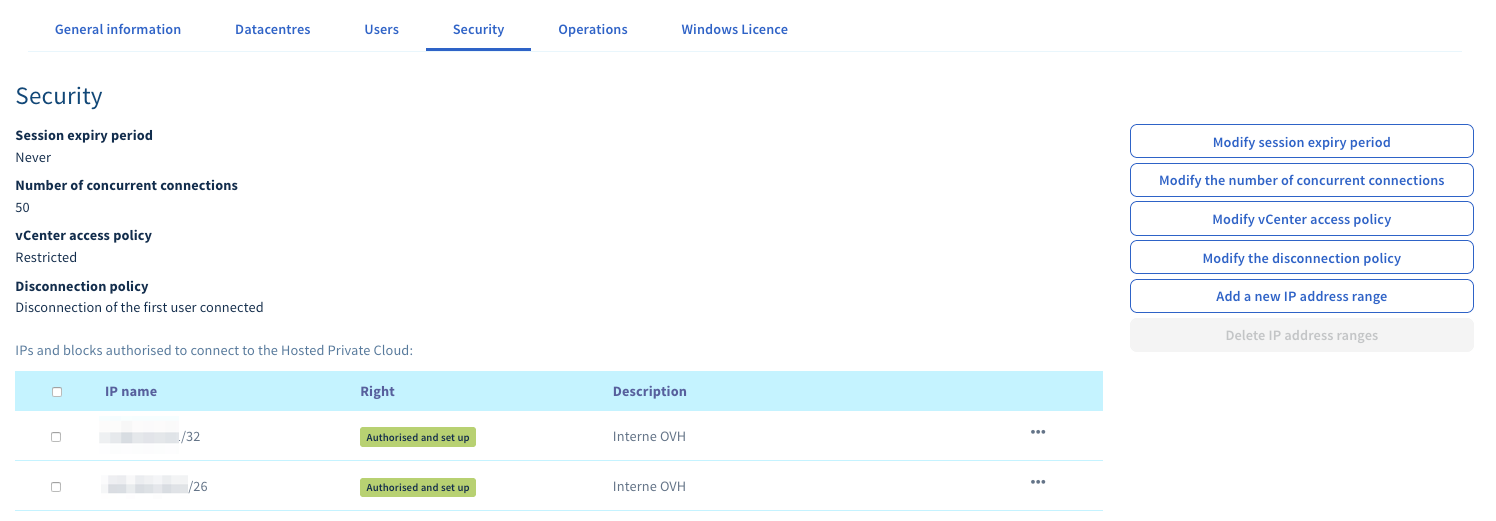 General information Datacentres Users Security Operations Windows Licence
Security
Session expiry period
Never
Number of concurrent connections
50
vCenter access policy
Restricted
Disconnection policy
Disconnection of the first user connected
Modify session expiry period
Modify the number of concurrent connections
Modify vCenter access policy
Modify the disconnection policy
Add a new IP address range
Delete IP address ranges
IPs and blocks authorised to connect to the Hosted Private Cloud:
IP name Right Description
/32 Authorised and set up Interne OVH •••
/26 Authorised and set up Interne OVH •••